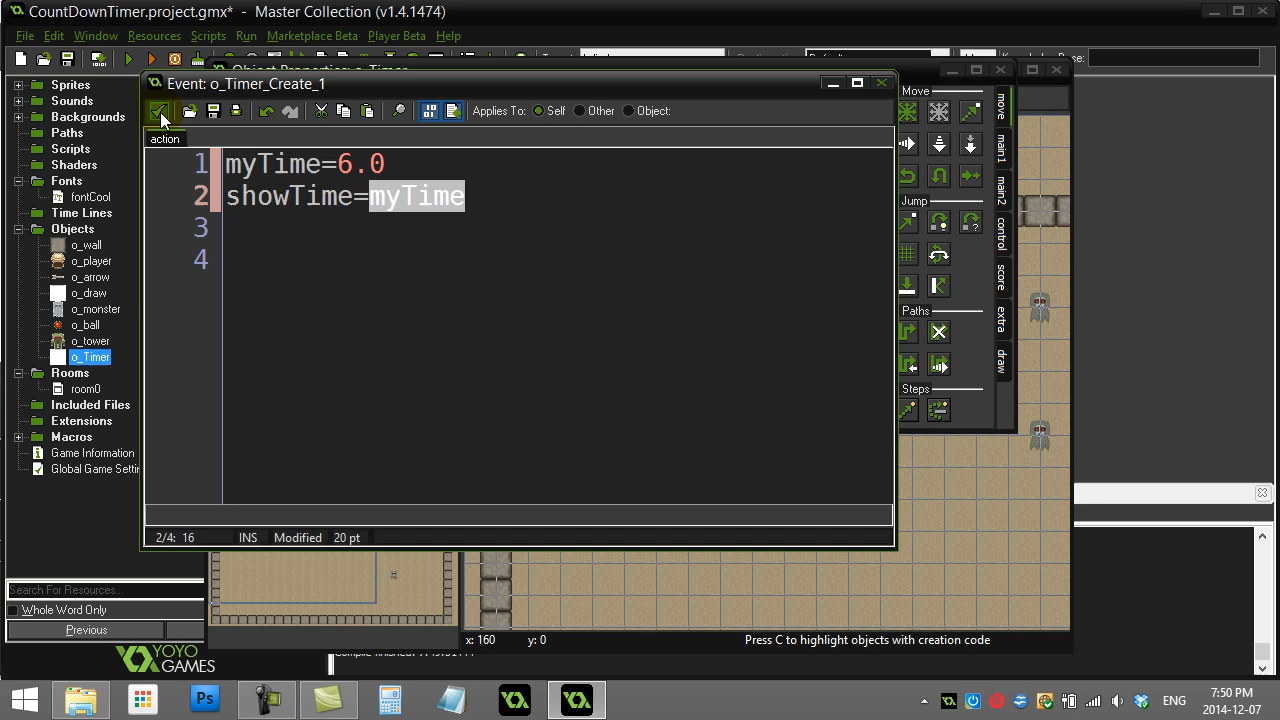 CountDownTimer.project.gmx* - Master Collection (v1.4.1474)
File Edit Window Resources Scripts Run Marketplace Beta Player Beta Help
Event: o_Timer_Create_1
Applies To: Self Other Object:
action
1 myTime=6.0
2 showTime=myTime
3
4
2/4: 16 INS Modified 20 pt
Sprites
Sounds
Backgrounds
Paths
Scripts
Shaders
Fonts
fontCool
Time Lines
Objects
o_wall
o_player
o_arrow
o_draw
o_monster
o_ball
o_tower
o_Timer
Rooms
room0
Included Files
Extensions
Macros
Game Information
Global Game Settin
Search For Resources...
Whole Word Only
Previous
YOYO
GAMES
Move
Jump
Paths
Steps
move
main1
main2
control
score
extra
draw
x: 160 y: 0 Press C to highlight objects with creation code
Ps
ENG
7:50 PM
2014-12-07